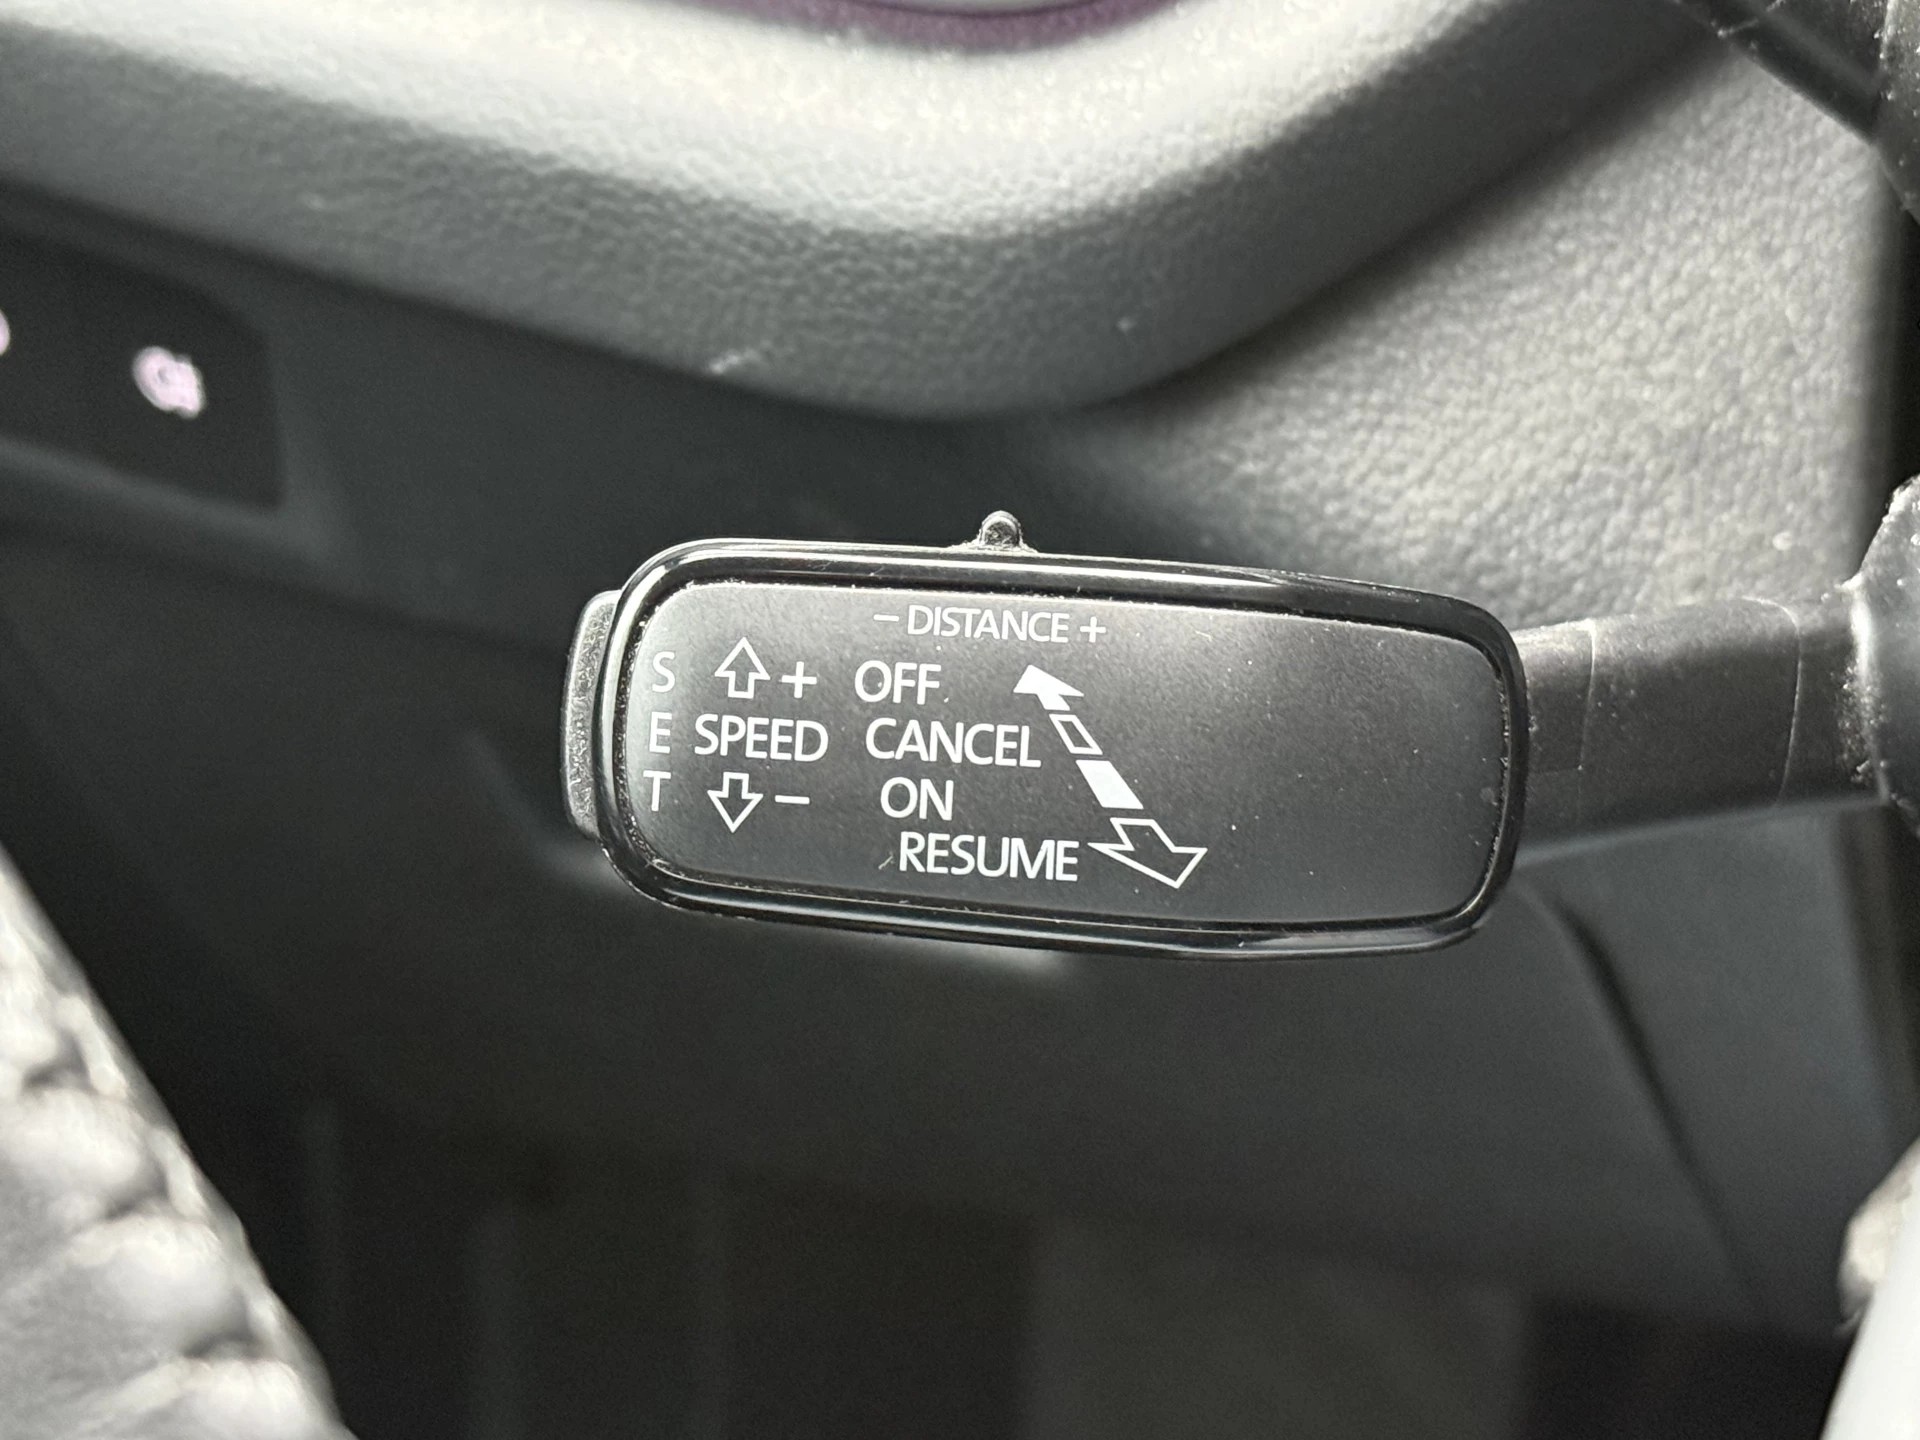 − DISTANCE +
S + OFF
E SPEED CANCEL
T − ON
RESUME